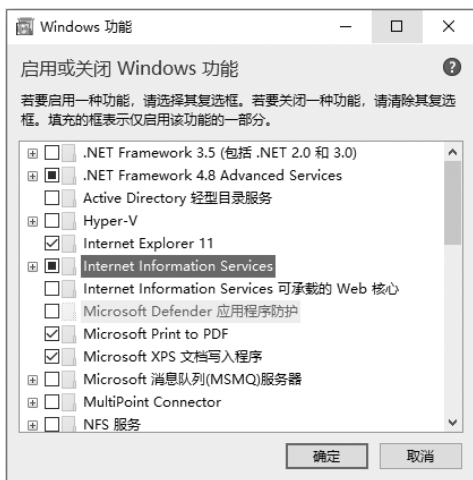 Windows 功能
启用或关闭 Windows 功能
若要启用一种功能，请选择其复选框。若要关闭一种功能，请清除其复选
框。填充的框表示仅启用该功能的一部分。
.NET Framework 3.5 (包括 .NET 2.0 和 3.0)
.NET Framework 4.8 Advanced Services
Active Directory 轻型目录服务
Hyper-V
Internet Explorer 11
Internet Information Services
Internet Information Services 可承载的 Web 核心
Microsoft Defender 应用程序防护
Microsoft Print to PDF
Microsoft XPS 文档写入程序
Microsoft 消息队列(MSMQ)服务器
MultiPoint Connector
NFS 服务
确定
取消